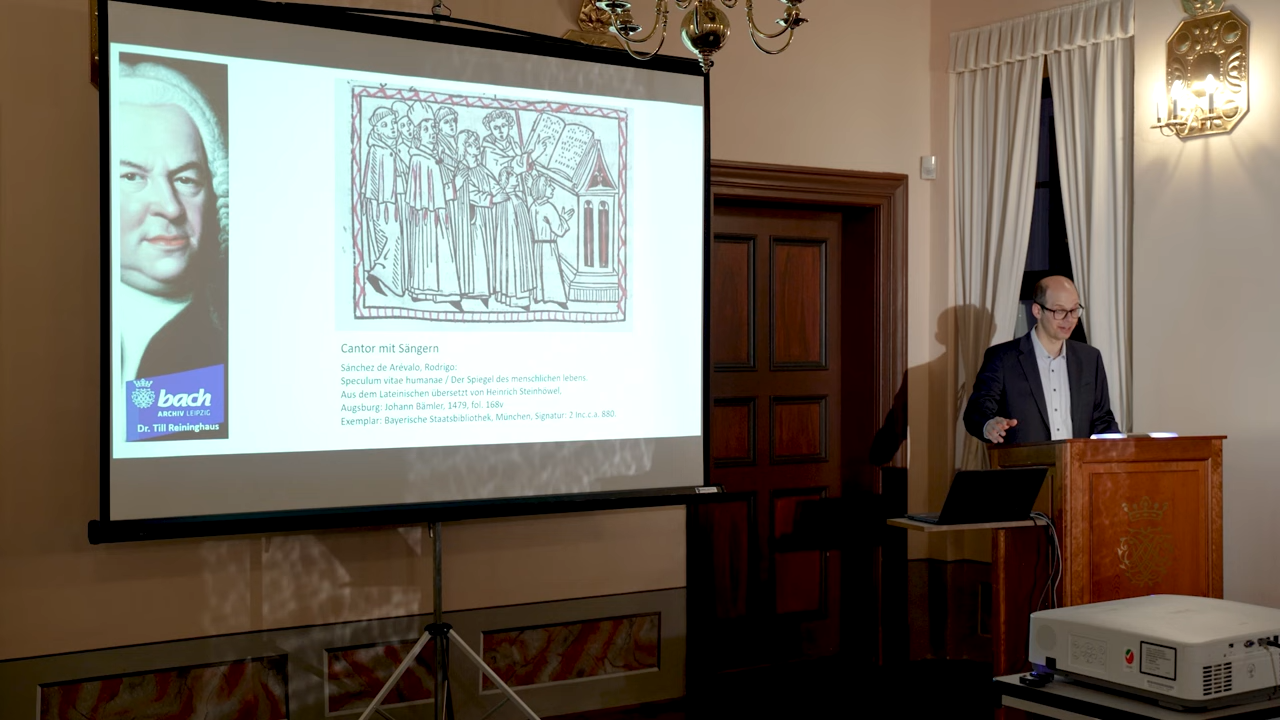 Cantor mit Sängern
Sánchez de Arévalo, Rodrigo:
Speculum vitae humanae / Der Spiegel des menschlichen lebens.
Aus dem Lateinischen übersetzt von Heinrich Steinhöwel.
Augsburg: Johann Bämler, 1479, fol. 168v
Exemplar: Bayerische Staatsbibliothek, München, Signatur: 2 Inc.c.a. 880.
bach
ARCHIV LEIPZIG
Dr. Till Reininghaus